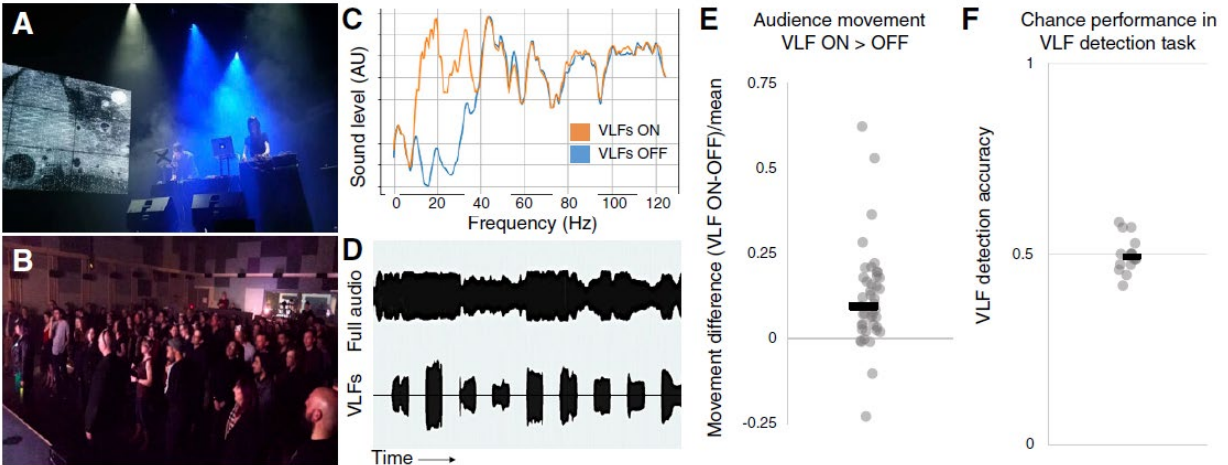 A
B
C
Sound level (AU)
VLFs ON
VLFs OFF
0 20 40 60 80 100 120
Frequency (Hz)
D
Full audio
VLFs
Time
E
Audience movement
VLF ON > OFF
Movement difference (VLF ON-OFF)/mean
0.75
0.5
0.25
0
-0.25
F
Chance performance in
VLF detection task
VLF detection accuracy
1
0.5
0